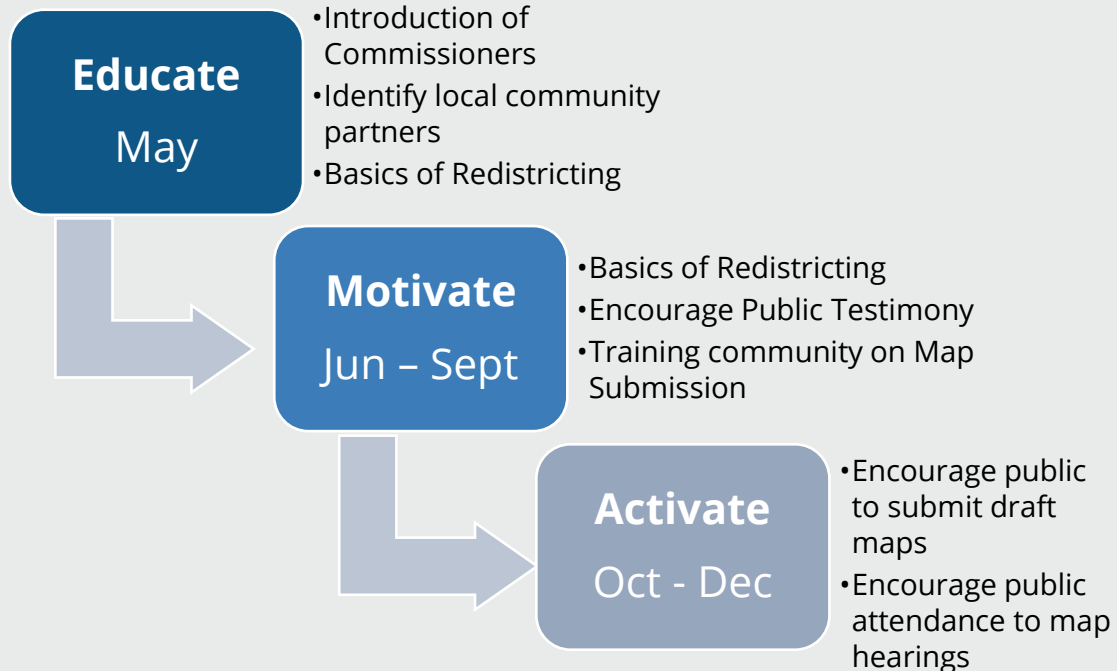 Educate
May
•Introduction of
Commissioners
•Identify local community
partners
•Basics of Redistricting
Motivate
Jun – Sept
•Basics of Redistricting
•Encourage Public Testimony
•Training community on Map
Submission
Activate
Oct - Dec
•Encourage public
to submit draft
maps
•Encourage public
attendance to map
hearings